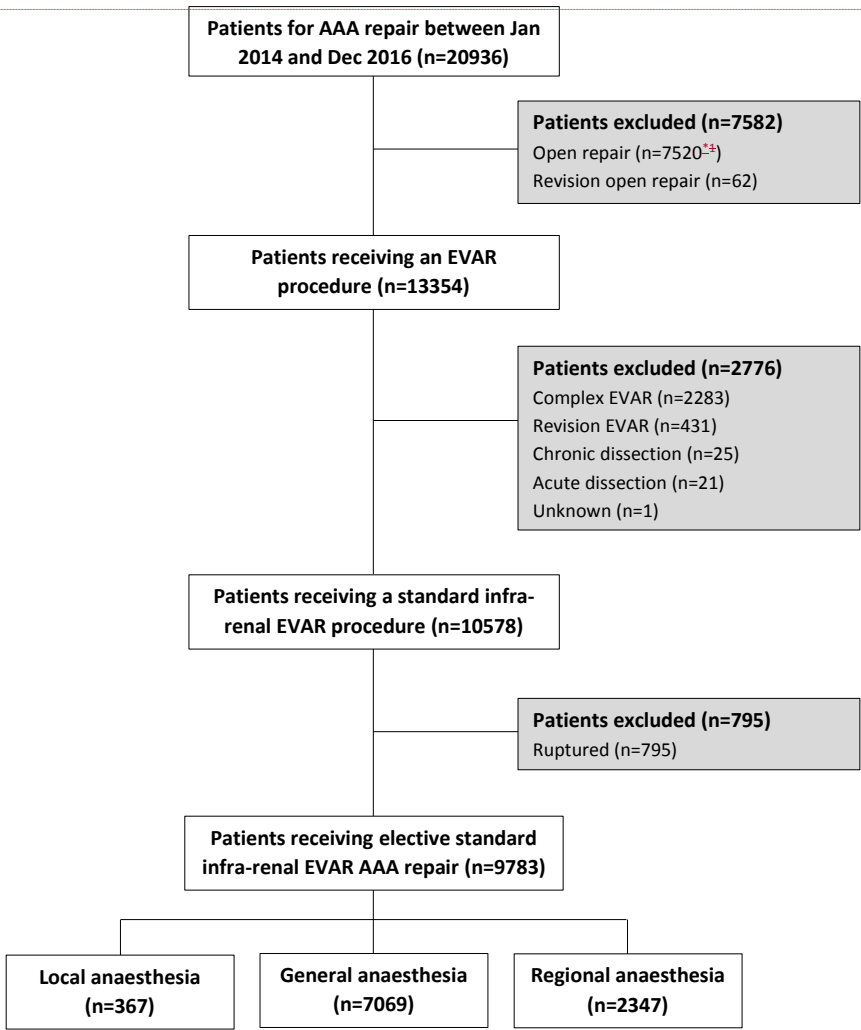 Patients for AAA repair between Jan
2014 and Dec 2016 (n=20936)
Patients excluded (n=7582)
Open repair (n=7520*1)
Revision open repair (n=62)
Patients receiving an EVAR
procedure (n=13354)
Patients excluded (n=2776)
Complex EVAR (n=2283)
Revision EVAR (n=431)
Chronic dissection (n=25)
Acute dissection (n=21)
Unknown (n=1)
Patients receiving a standard infra-
renal EVAR procedure (n=10578)
Patients excluded (n=795)
Ruptured (n=795)
Patients receiving elective standard
infra-renal EVAR AAA repair (n=9783)
Local anaesthesia
(n=367)
General anaesthesia
(n=7069)
Regional anaesthesia
(n=2347)